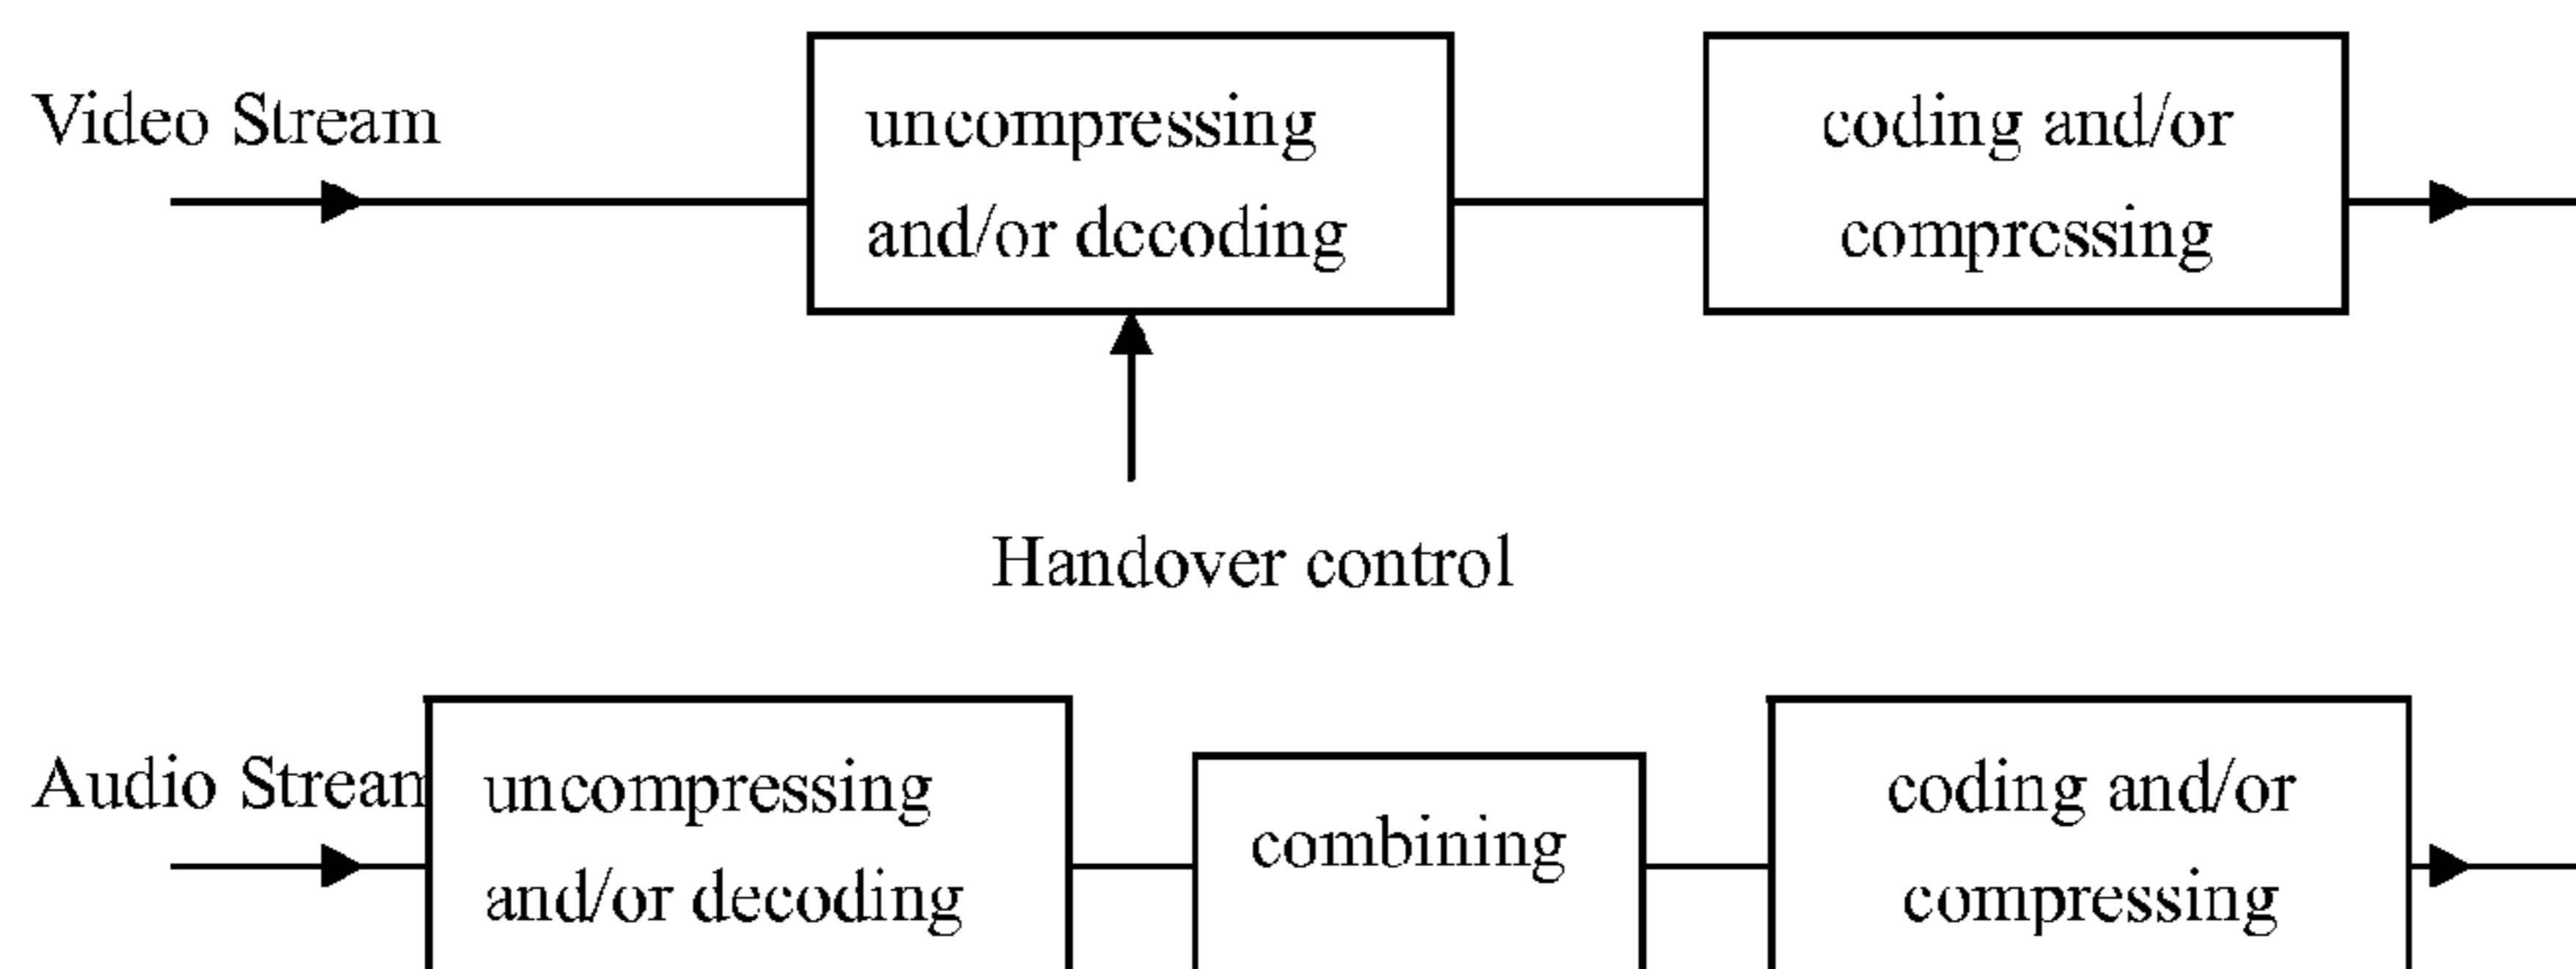 Video Stream
uncompressing
and/or decoding
coding and/or
compressing
Handover control
Audio Stream
uncompressing
and/or decoding
combining
coding and/or
compressing